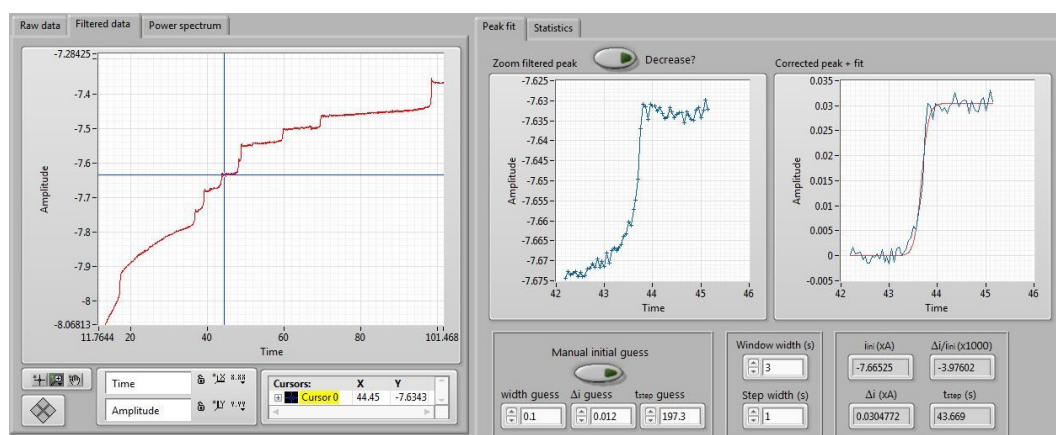 Raw data Filtered data Power spectrum
-7.28425
-7.4
-7.5
-7.6
-7.7
-7.8
-7.9
-8
-8.06813
Amplitude
11.7644 20 40 60 80 101.468
Time
Time
Amplitude
Cursors: X Y
Cursor 0 44.45 -7.6343
Peak fit Statistics
Zoom filtered peak Decrease? Corrected peak + fit
-7.625
-7.63
-7.635
-7.64
-7.645
-7.65
-7.655
-7.66
-7.665
-7.67
-7.675
Amplitude
42 43 44 45 46
Time
0.035
0.03
0.025
0.02
0.015
0.01
0.005
0
-0.005
Amplitude
42 43 44 45 46
Time
Manual initial guess
width guess Δi guess tstep guess
0.1 0.012 197.3
Window width (s)
3
Step width (s)
1
iini (xA) Δi/iini (x1000)
-7.66525 -3.97602
Δi (xA) tstep (s)
0.0304772 43.669